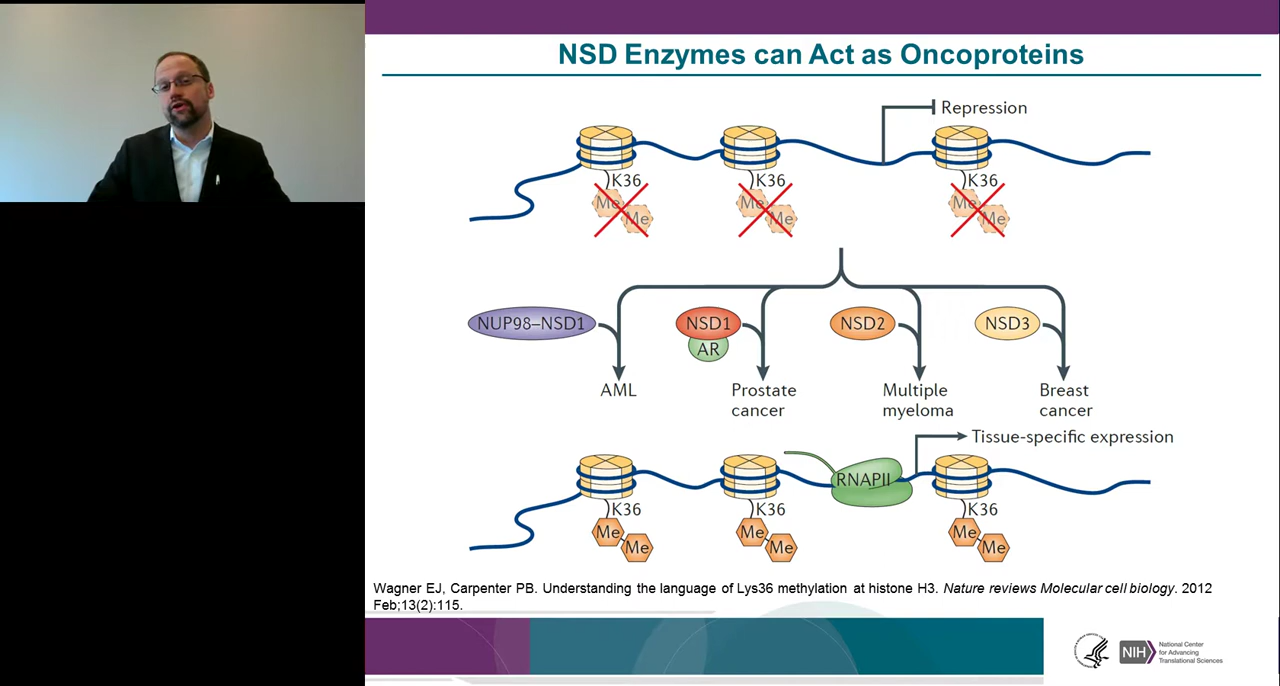 NSD Enzymes can Act as Oncoproteins
Repression
K36 K36 K36
Me Me Me
Me Me Me
NUP98–NSD1 NSD1 NSD2 NSD3
AR
AML Prostate Multiple Breast
cancer myeloma cancer
Tissue-specific expression
RNAPII
K36 K36 K36
Me Me Me
Me Me Me
Wagner EJ, Carpenter PB. Understanding the language of Lys36 methylation at histone H3. Nature reviews Molecular cell biology. 2012
Feb;13(2):115.
NIH
National Center
for Advancing
Translational Sciences